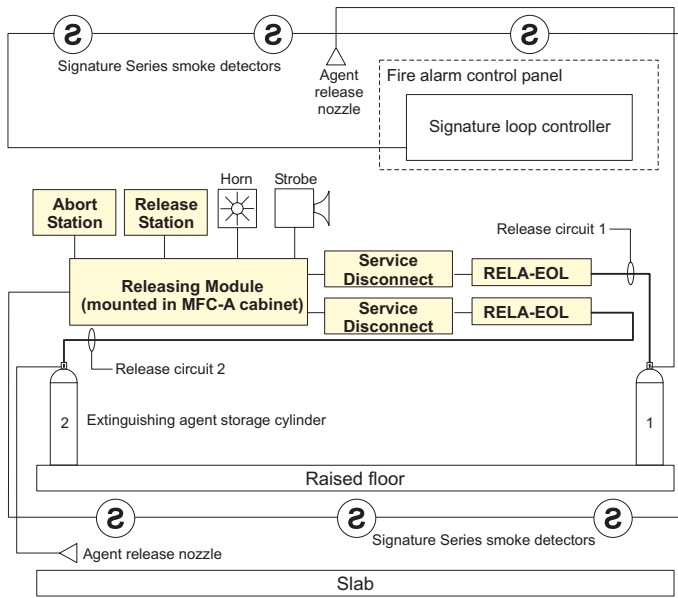 Signature Series smoke detectors
Agent
release
nozzle
Fire alarm control panel
Signature loop controller
Abort
Station
Release
Station
Horn
Strobe
Release circuit 1
Service
Disconnect
RELA-EOL
Releasing Module
(mounted in MFC-A cabinet)
Service
Disconnect
RELA-EOL
Release circuit 2
2
Extinguishing agent storage cylinder
1
Raised floor
S
S
S
S
S
S
Signature Series smoke detectors
Agent release nozzle
Slab